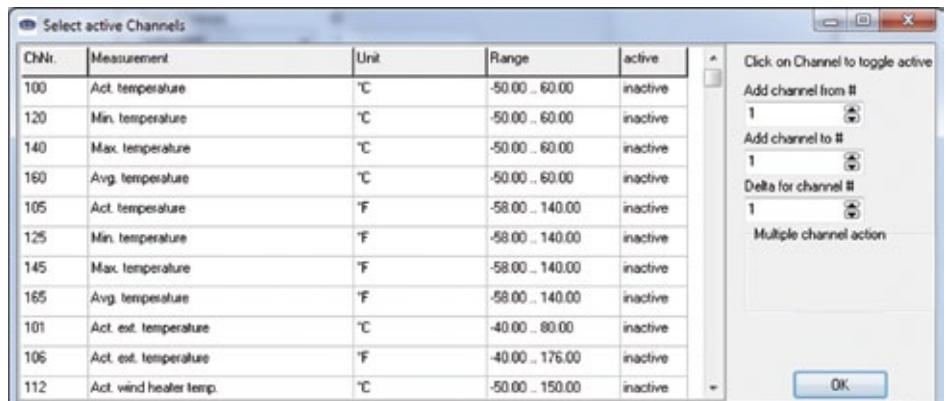 Select active Channels
ChNr. Measurement Unit Range active
100 Act. temperature °C -50.00 .. 60.00 inactive
120 Min. temperature °C -50.00 .. 60.00 inactive
140 Max. temperature °C -50.00 .. 60.00 inactive
160 Avg. temperature °C -50.00 .. 60.00 inactive
105 Act. temperature °F -58.00 .. 140.00 inactive
125 Min. temperature °F -58.00 .. 140.00 inactive
145 Max. temperature °F -58.00 .. 140.00 inactive
165 Avg. temperature °F -58.00 .. 140.00 inactive
101 Act. ext. temperature °C -40.00 .. 80.00 inactive
106 Act. ext. temperature °F -40.00 .. 176.00 inactive
112 Act. wind heater temp. °C -50.00 .. 150.00 inactive
Click on Channel to toggle active
Add channel from #
1
Add channel to #
1
Delta for channel #
1
Multiple channel action
OK